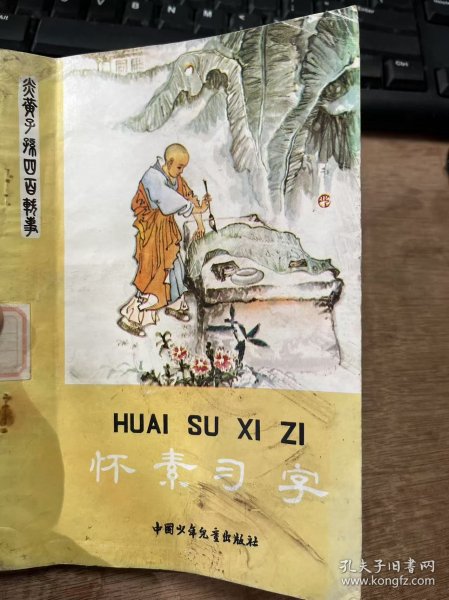 炎黄子孙四百轶事
HUAI SU XI ZI
怀素习字
中国少年儿童出版社
孔夫子旧书网
www.kongfz.com